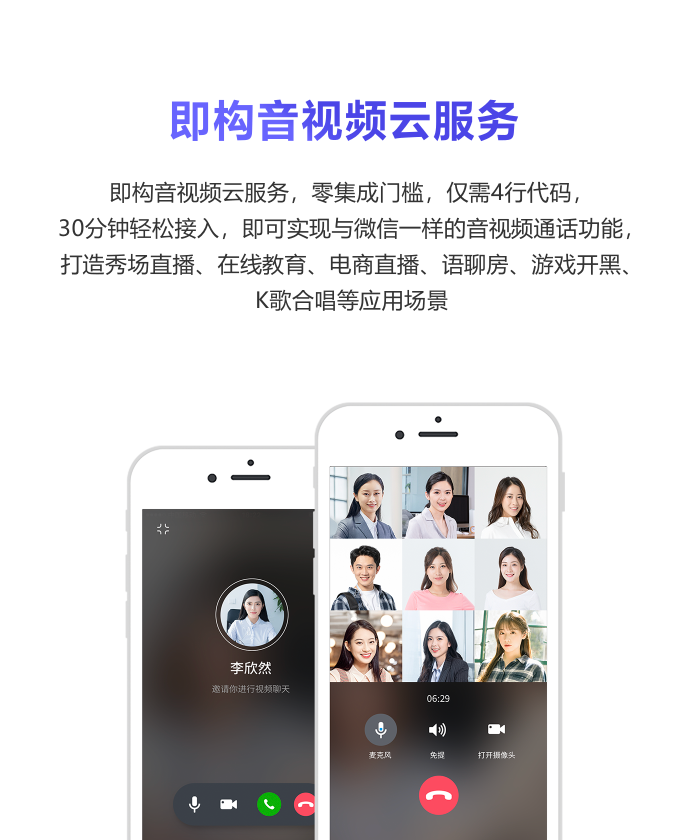 即构音视频云服务
即构音视频云服务，零集成门槛，仅需4行代码，
30分钟轻松接入，即可实现与微信一样的音视频通话功能，
打造秀场直播、在线教育、电商直播、语聊房、游戏开黑、
K歌合唱等应用场景
李欣然
邀请你进行视频聊天
06:29
麦克风 免提 打开摄像头